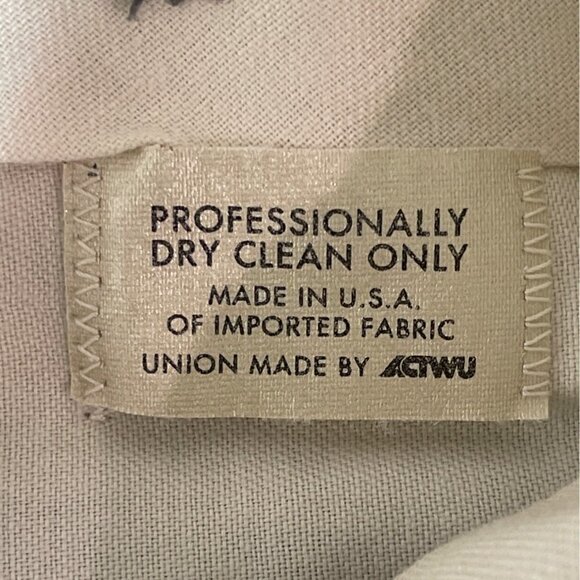 PROFESSIONALLY
DRY CLEAN ONLY
MADE IN U.S.A.
OF IMPORTED FABRIC
UNION MADE BY ACTWU